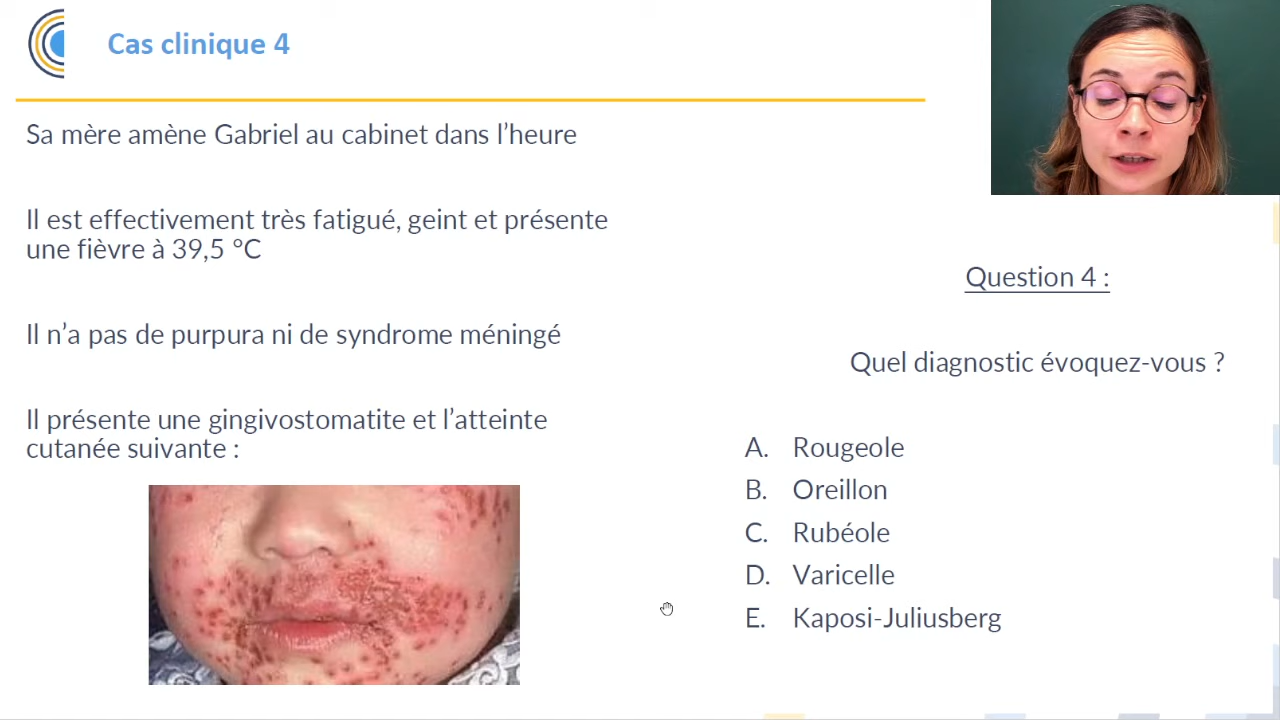 Cas clinique 4
Sa mère amène Gabriel au cabinet dans l’heure
Il est effectivement très fatigué, geint et présente
une fièvre à 39,5 °C
Il n’a pas de purpura ni de syndrome méningé
Il présente une gingivostomatite et l’atteinte
cutanée suivante :
Question 4 :
Quel diagnostic évoquez-vous ?
A. Rougeole
B. Oreillon
C. Rubéole
D. Varicelle
E. Kaposi-Juliusberg